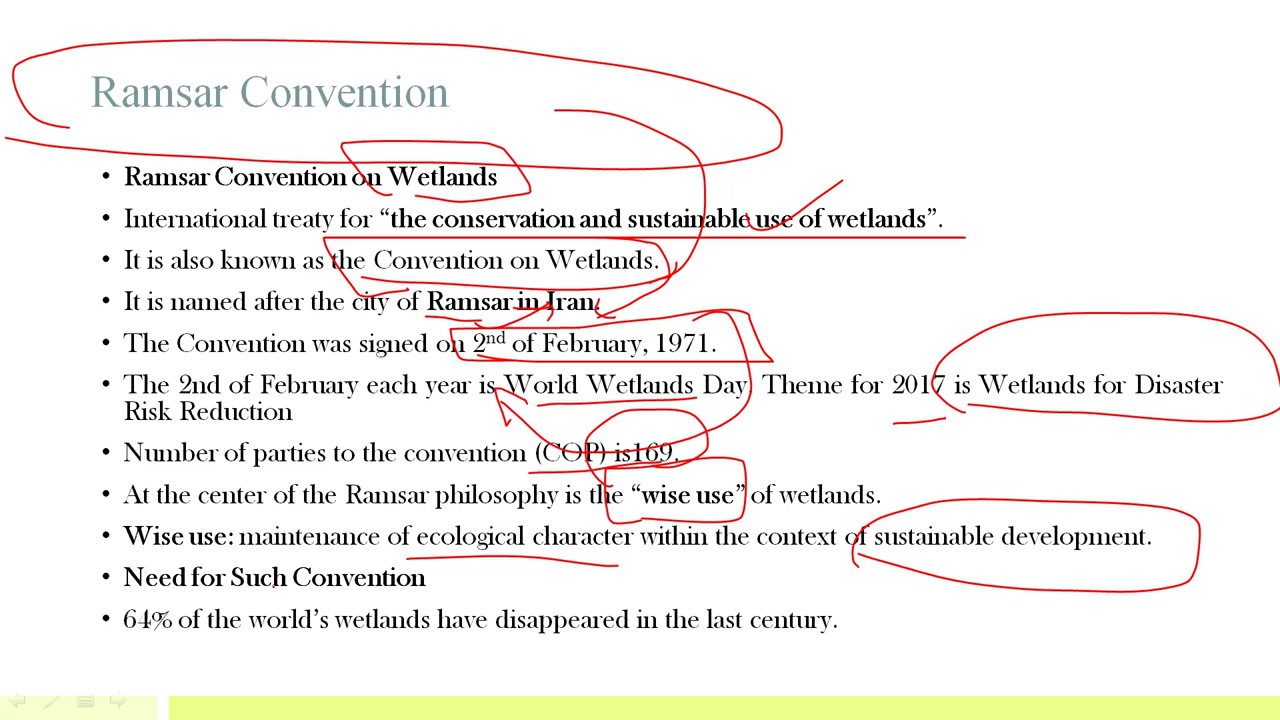 Ramsar Convention
• Ramsar Convention on Wetlands
• International treaty for “the conservation and sustainable use of wetlands”.
• It is also known as the Convention on Wetlands.
• It is named after the city of Ramsar in Iran.
• The Convention was signed on 2nd of February, 1971.
• The 2nd of February each year is World Wetlands Day. Theme for 2017 is Wetlands for Disaster
Risk Reduction
• Number of parties to the convention (COP) is169.
• At the center of the Ramsar philosophy is the “wise use” of wetlands.
• Wise use: maintenance of ecological character within the context of sustainable development.
• Need for Such Convention
• 64% of the world’s wetlands have disappeared in the last century.